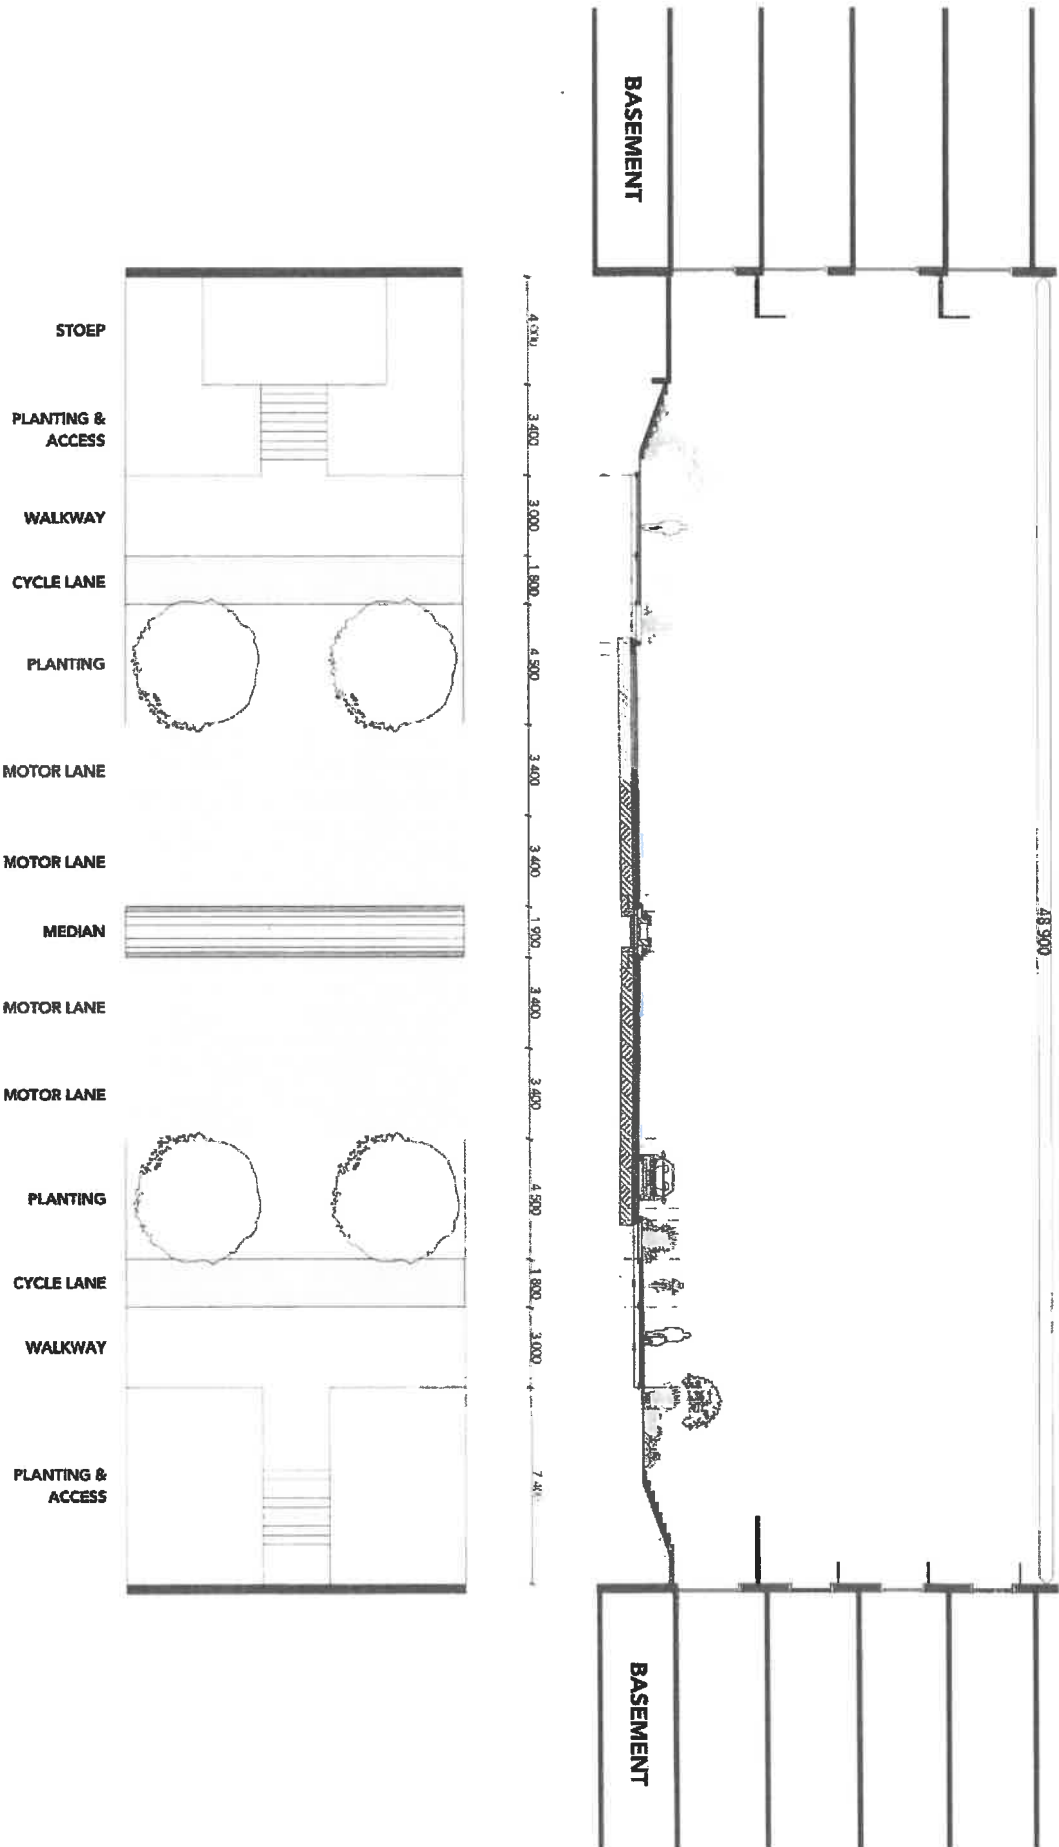 BASEMENT
STOEP
4 000
PLANTING &
ACCESS
3 400
WALKWAY
3 000
CYCLE LANE
1 800
PLANTING
4 500
MOTOR LANE
3 400
MOTOR LANE
3 400
MEDIAN
1 900
48 900
MOTOR LANE
3 400
MOTOR LANE
3 400
PLANTING
4 500
CYCLE LANE
1 800
WALKWAY
3 000
PLANTING &
ACCESS
BASEMENT